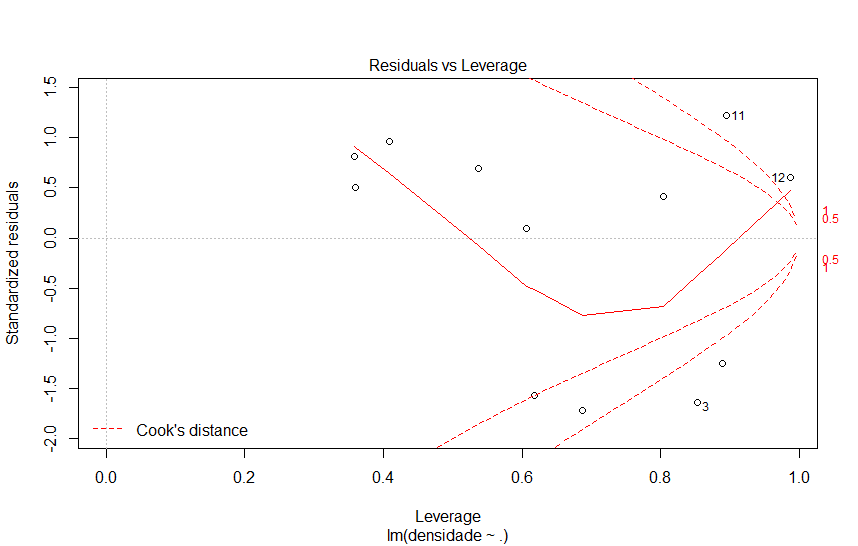 Residuals vs Leverage
Standardized residuals
1.5
1.0
0.5
0.0
-0.5
-1.0
-1.5
-2.0
11
12
3
1
0.5
0.5
1
Cook's distance
0.0 0.2 0.4 0.6 0.8 1.0
Leverage
lm(densidade ~ .)